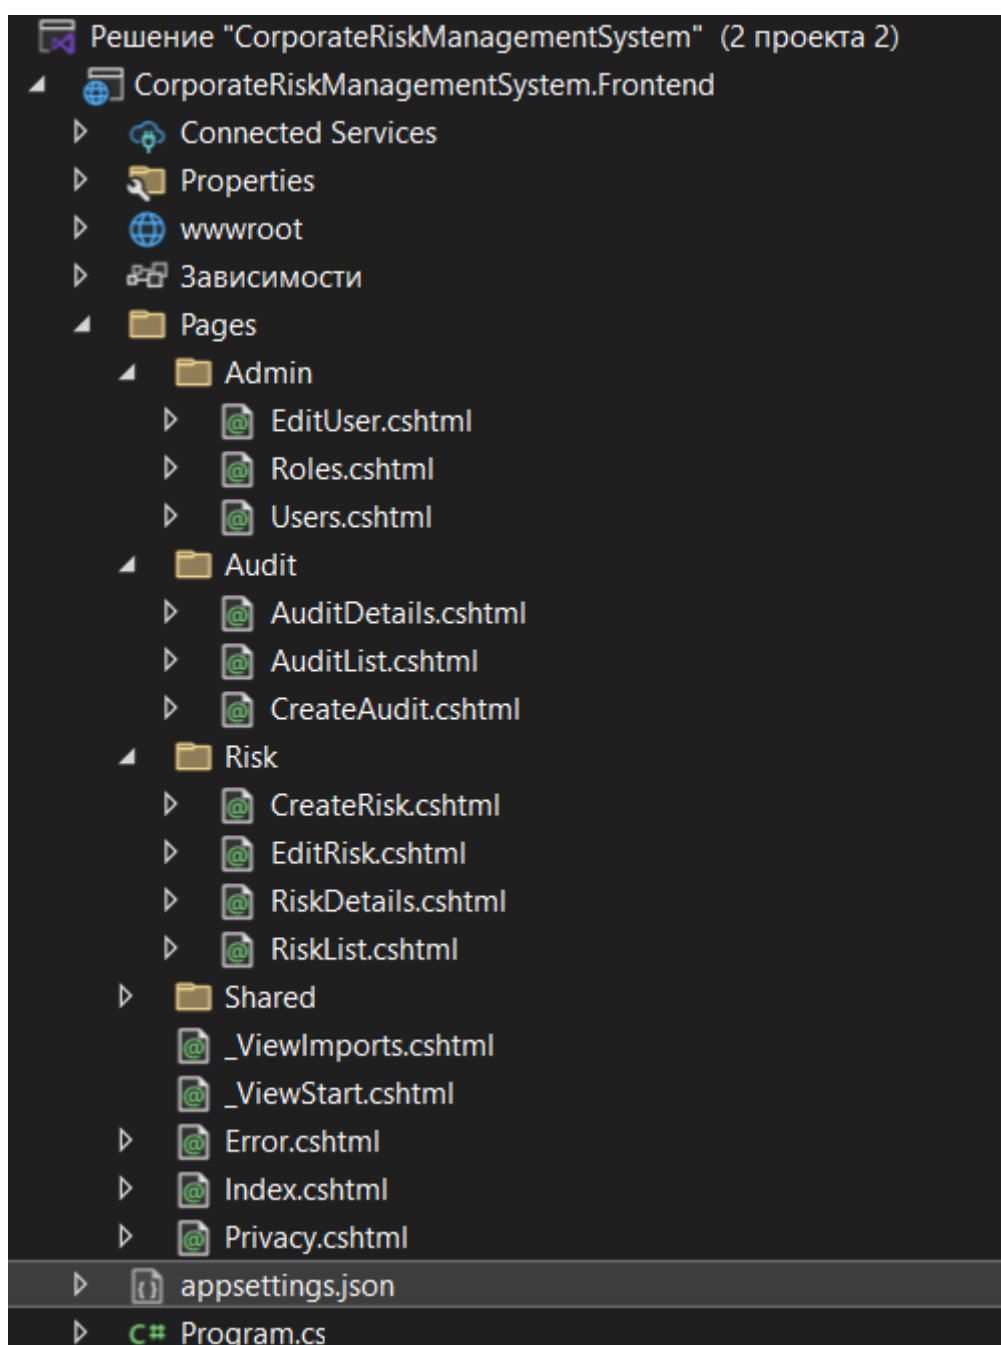 Решение "CorporateRiskManagementSystem" (2 проекта 2)
CorporateRiskManagementSystem.Frontend
Connected Services
Properties
wwwroot
Зависимости
Pages
Admin
EditUser.cshtml
Roles.cshtml
Users.cshtml
Audit
AuditDetails.cshtml
AuditList.cshtml
CreateAudit.cshtml
Risk
CreateRisk.cshtml
EditRisk.cshtml
RiskDetails.cshtml
RiskList.cshtml
Shared
_ViewImports.cshtml
_ViewStart.cshtml
Error.cshtml
Index.cshtml
Privacy.cshtml
appsettings.json
C# Program.cs